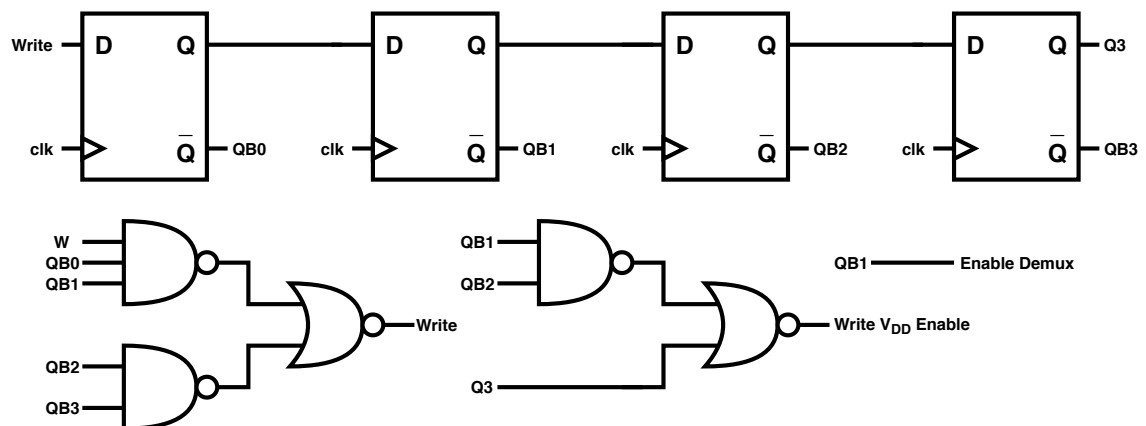 Write D Q D Q D Q D Q Q3
clk Q QB0 clk Q QB1 clk Q QB2 clk Q QB3
W
QB0
QB1
Write
QB2
QB3
QB1
QB2
Write VDD Enable
Q3
QB1 Enable Demux